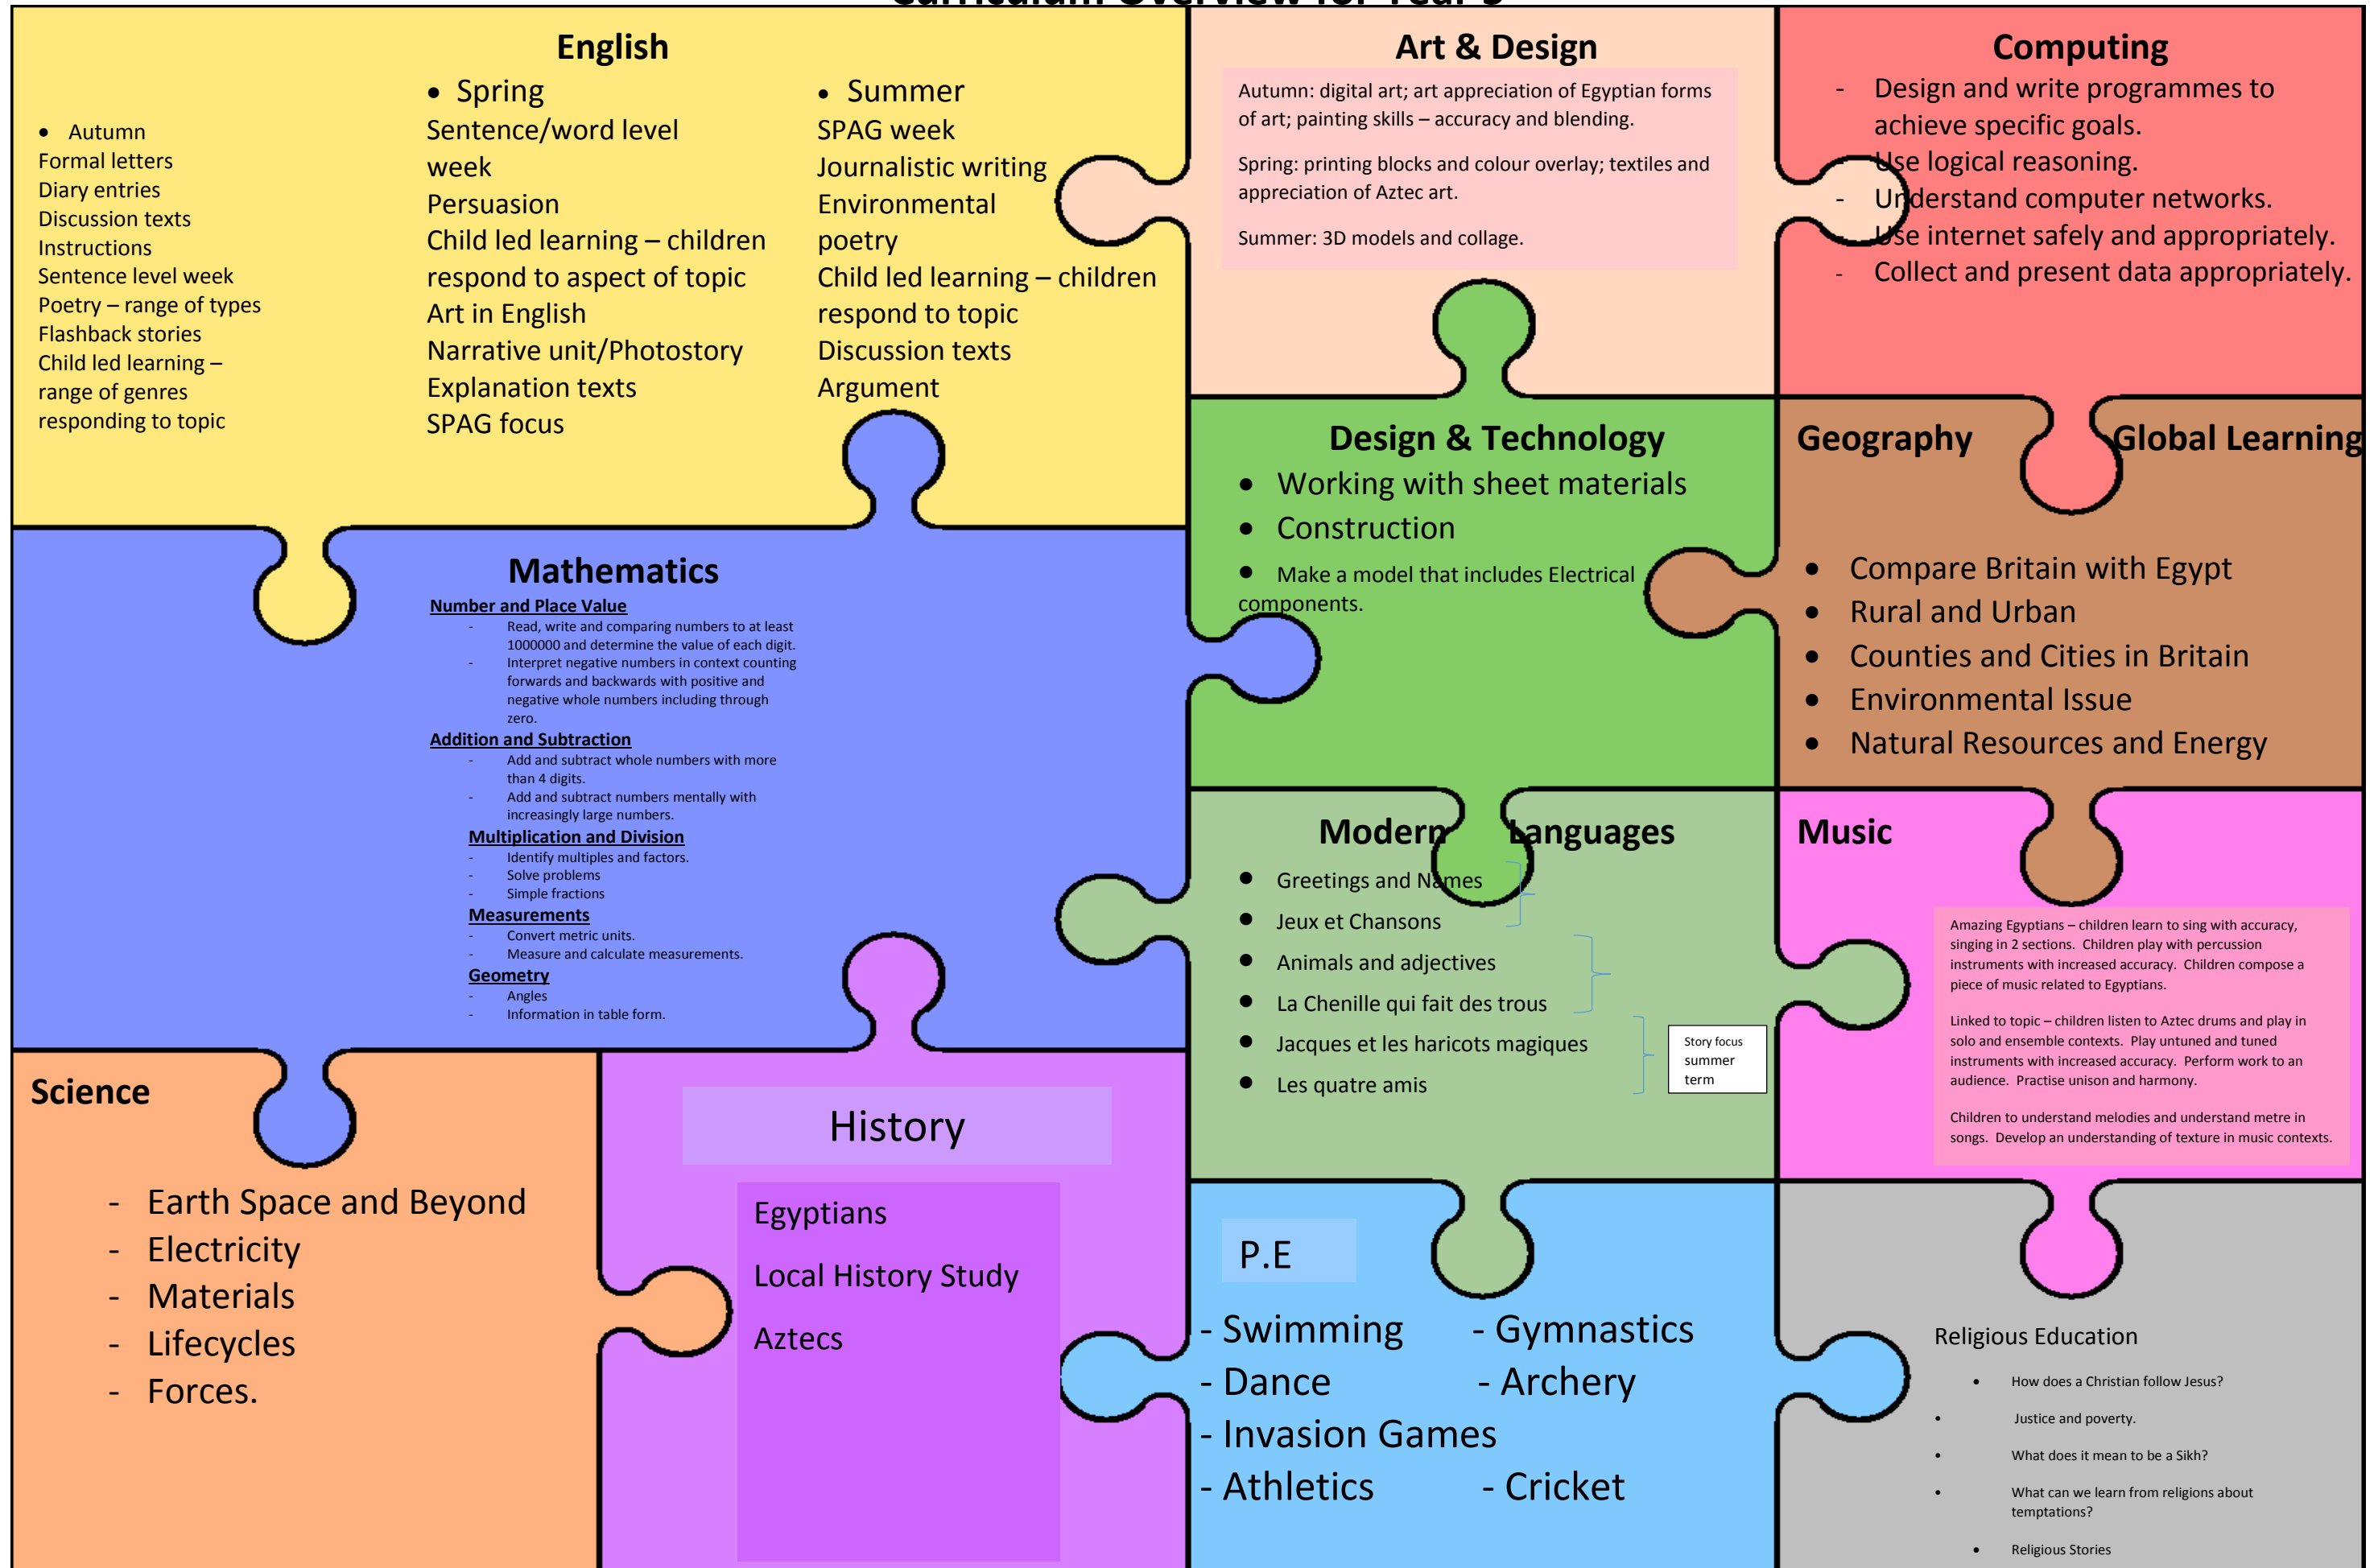 Curriculum Overview for Year 5
English
• Autumn
Formal letters
Diary entries
Discussion texts
Instructions
Sentence level week
Poetry – range of types
Flashback stories
Child led learning –
range of genres
responding to topic
• Spring
Sentence/word level
week
Persuasion
Child led learning – children
respond to aspect of topic
Art in English
Narrative unit/Photostory
Explanation texts
SPAG focus
• Summer
SPAG week
Journalistic writing
Environmental
poetry
Child led learning – children
respond to topic
Discussion texts
Argument
Art & Design
Autumn: digital art; art appreciation of Egyptian forms
of art; painting skills – accuracy and blending.
Spring: printing blocks and colour overlay; textiles and
appreciation of Aztec art.
Summer: 3D models and collage.
Computing
- Design and write programmes to
achieve specific goals.
Use logical reasoning.
- Understand computer networks.
Use internet safely and appropriately.
- Collect and present data appropriately.
Design & Technology
• Working with sheet materials
• Construction
• Make a model that includes Electrical
components.
Geography Global Learning
• Compare Britain with Egypt
• Rural and Urban
• Counties and Cities in Britain
• Environmental Issue
• Natural Resources and Energy
Mathematics
Number and Place Value
- Read, write and comparing numbers to at least
1000000 and determine the value of each digit.
- Interpret negative numbers in context counting
forwards and backwards with positive and
negative whole numbers including through
zero.
Addition and Subtraction
- Add and subtract whole numbers with more
than 4 digits.
- Add and subtract numbers mentally with
increasingly large numbers.
Multiplication and Division
- Identify multiples and factors.
- Solve problems
- Simple fractions
Measurements
- Convert metric units.
- Measure and calculate measurements.
Geometry
- Angles
- Information in table form.
Modern Languages
• Greetings and Names
• Jeux et Chansons
• Animals and adjectives
• La Chenille qui fait des trous
• Jacques et les haricots magiques
• Les quatre amis
Story focus
summer
term
Music
Amazing Egyptians – children learn to sing with accuracy,
singing in 2 sections. Children play with percussion
instruments with increased accuracy. Children compose a
piece of music related to Egyptians.
Linked to topic – children listen to Aztec drums and play in
solo and ensemble contexts. Play untuned and tuned
instruments with increased accuracy. Perform work to an
audience. Practise unison and harmony.
Children to understand melodies and understand metre in
songs. Develop an understanding of texture in music contexts.
Science
- Earth Space and Beyond
- Electricity
- Materials
- Lifecycles
- Forces.
History
Egyptians
Local History Study
Aztecs
P.E
- Swimming - Gymnastics
- Dance - Archery
- Invasion Games
- Athletics - Cricket
Religious Education
• How does a Christian follow Jesus?
• Justice and poverty.
• What does it mean to be a Sikh?
• What can we learn from religions about
temptations?
• Religious Stories